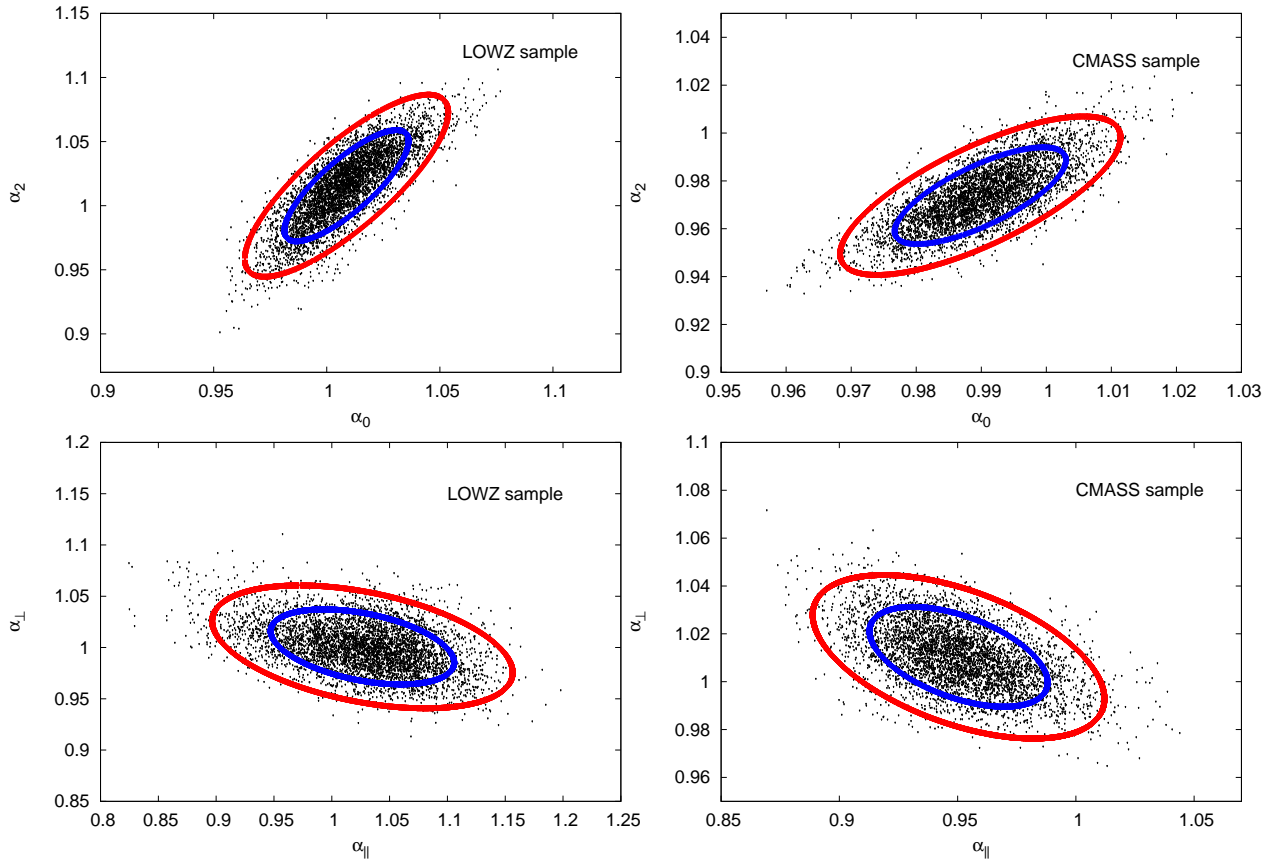 1.15
1.1
1.05
1
0.95
0.9
α₂
LOWZ sample
0.9 0.95 1 1.05 1.1
α₀
1.04
1.02
1
0.98
0.96
0.94
0.92
0.9
α₂
CMASS sample
0.95 0.96 0.97 0.98 0.99 1 1.01 1.02 1.03
α₀
1.2
1.15
1.1
1.05
1
0.95
0.9
0.85
α⊥
LOWZ sample
0.8 0.85 0.9 0.95 1 1.05 1.1 1.15 1.2 1.25
α||
1.1
1.08
1.06
1.04
1.02
1
0.98
0.96
α⊥
CMASS sample
0.85 0.9 0.95 1 1.05
α||